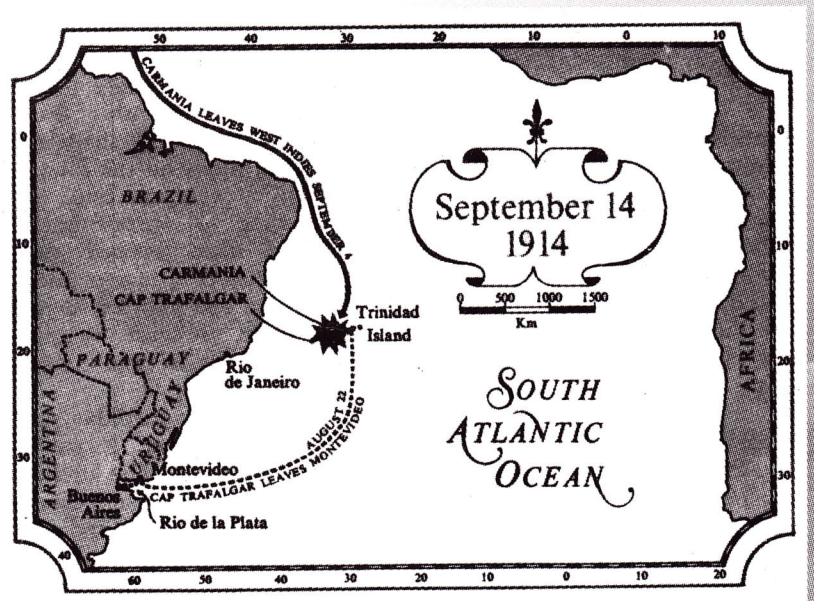 50 40 30 20 10 0 10
CARMANIA LEAVES WEST INDIES SEPTEMBER 4
0 0
BRAZIL
September 14
1914
10 10
CARMANIA
CAP TRAFALGAR
0 500 1000 1500
Km
Trinidad
Island
20 20
PARAGUAY
Rio
de Janeiro
AFRICA
SOUTH
ATLANTIC
OCEAN
ARGENTINA
URUGUAY
AUGUST 22
CAP TRAFALGAR LEAVES MONTEVIDEO
30 30
Montevideo
Buenos
Aires
Rio de la Plata
40
60 50 40 30 20 10 0 10 20